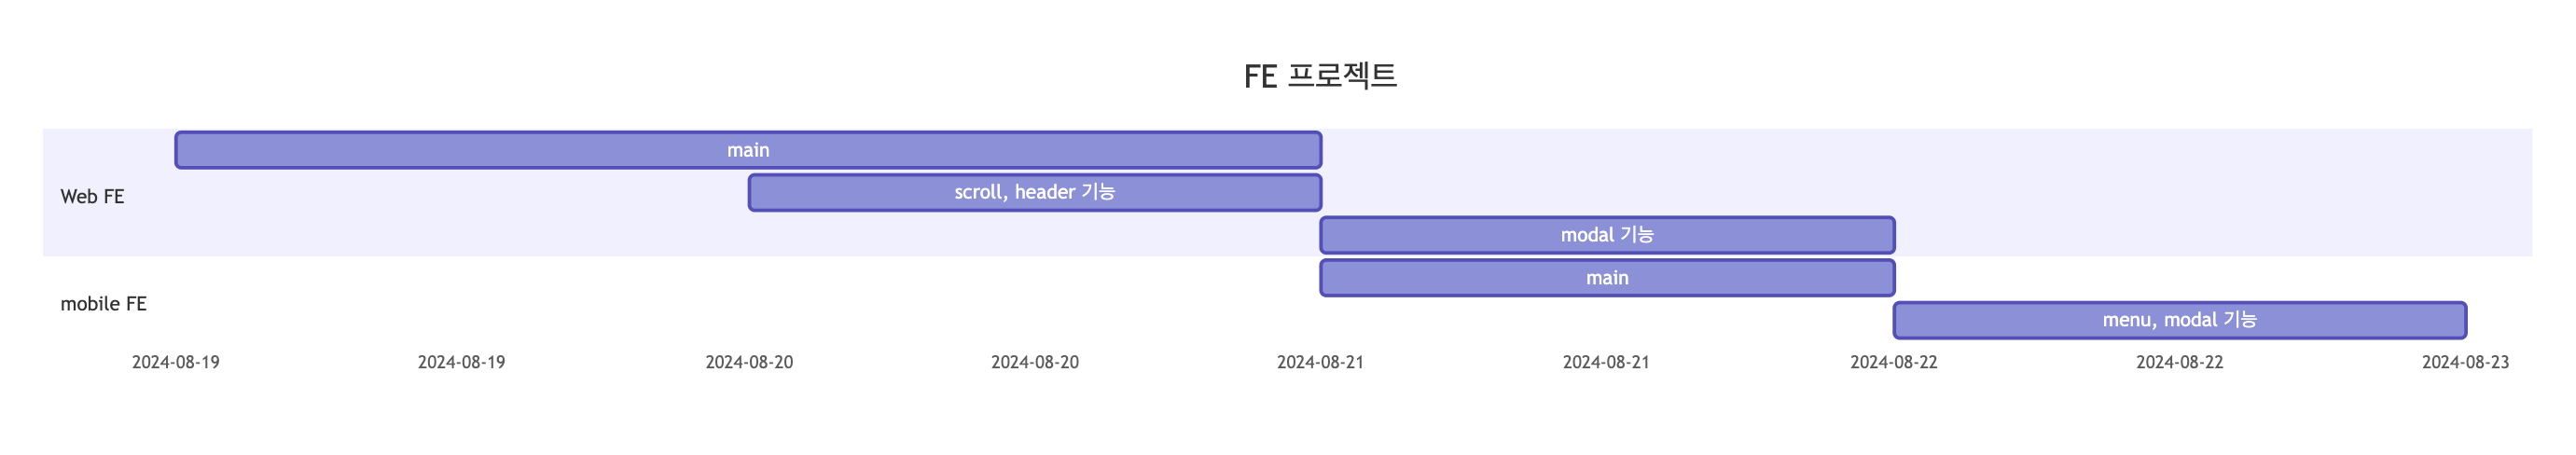 FE 프로젝트
main
Web FE
scroll, header 기능
modal 기능
main
mobile FE
menu, modal 기능
2024-08-19 2024-08-19 2024-08-20 2024-08-20 2024-08-21 2024-08-21 2024-08-22 2024-08-22 2024-08-23